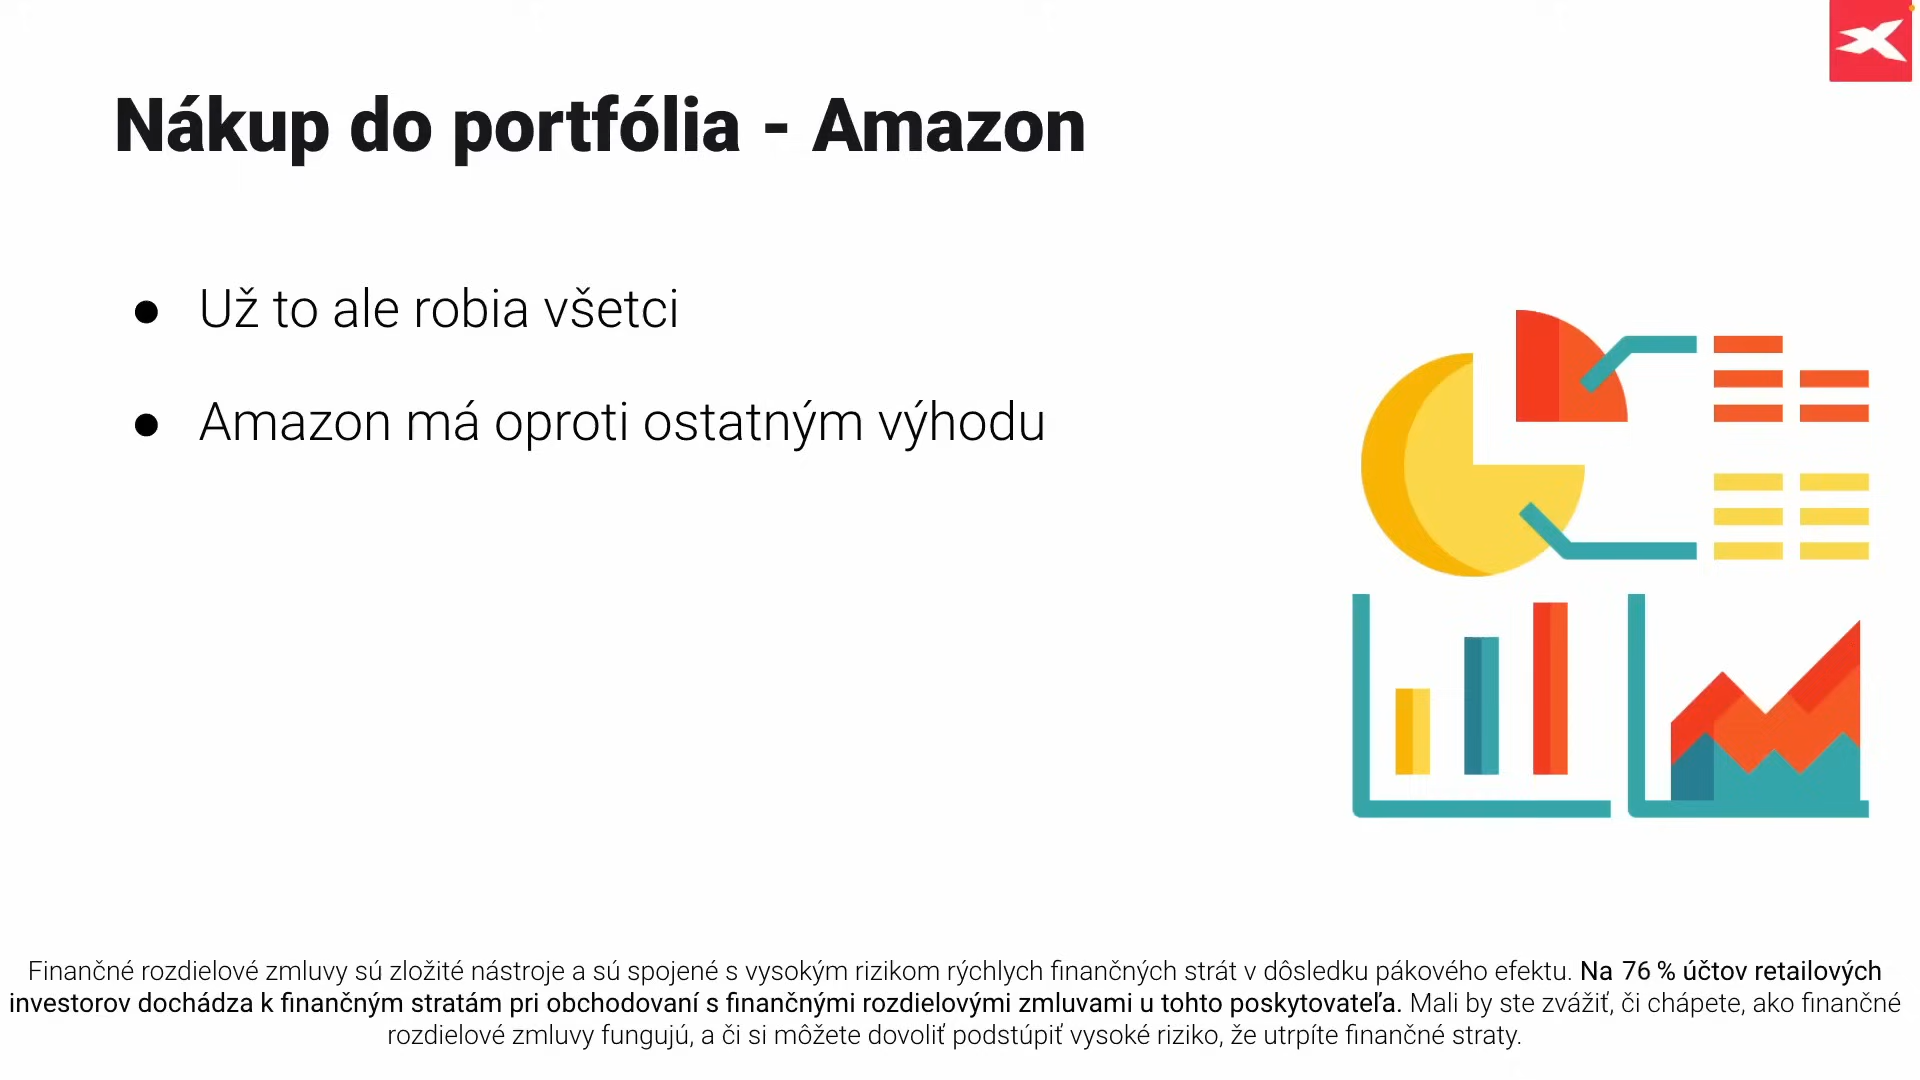 Nákup do portfólia - Amazon
● Už to ale robia všetci
● Amazon má oproti ostatným výhodu
Finančné rozdielové zmluvy sú zložité nástroje a sú spojené s vysokým rizikom rýchlych finančných strát v dôsledku pákového efektu. Na 76 % účtov retailových
investorov dochádza k finančným stratám pri obchodovaní s finančnými rozdielovými zmluvami u tohto poskytovateľa. Mali by ste zvážiť, či chápete, ako finančné
rozdielové zmluvy fungujú, a či si môžete dovoliť podstúpiť vysoké riziko, že utrpíte finančné straty.